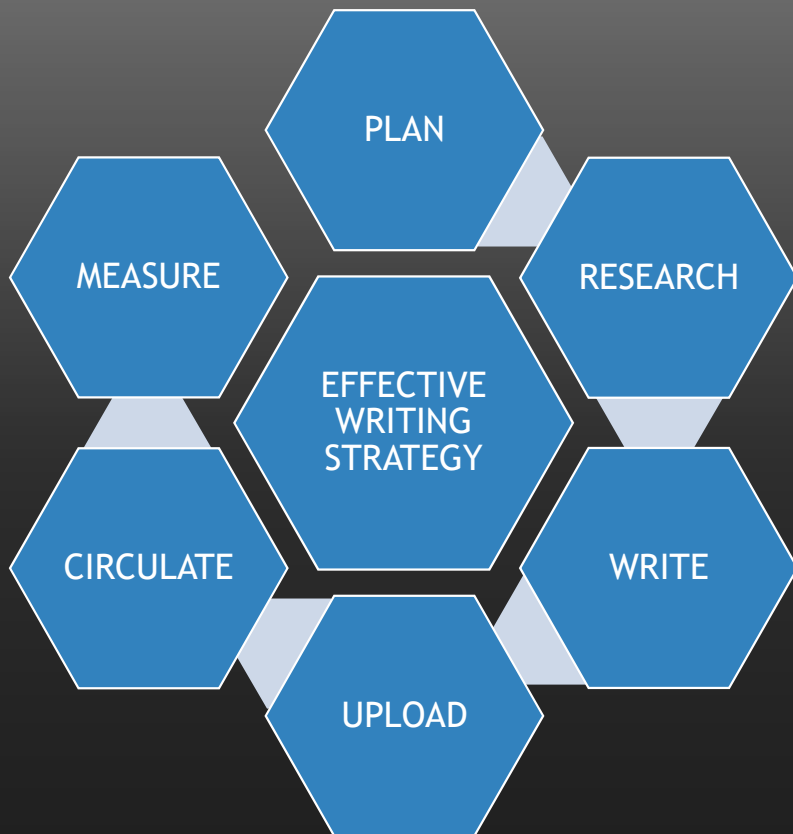 PLAN
RESEARCH
WRITE
UPLOAD
CIRCULATE
MEASURE
EFFECTIVE
WRITING
STRATEGY